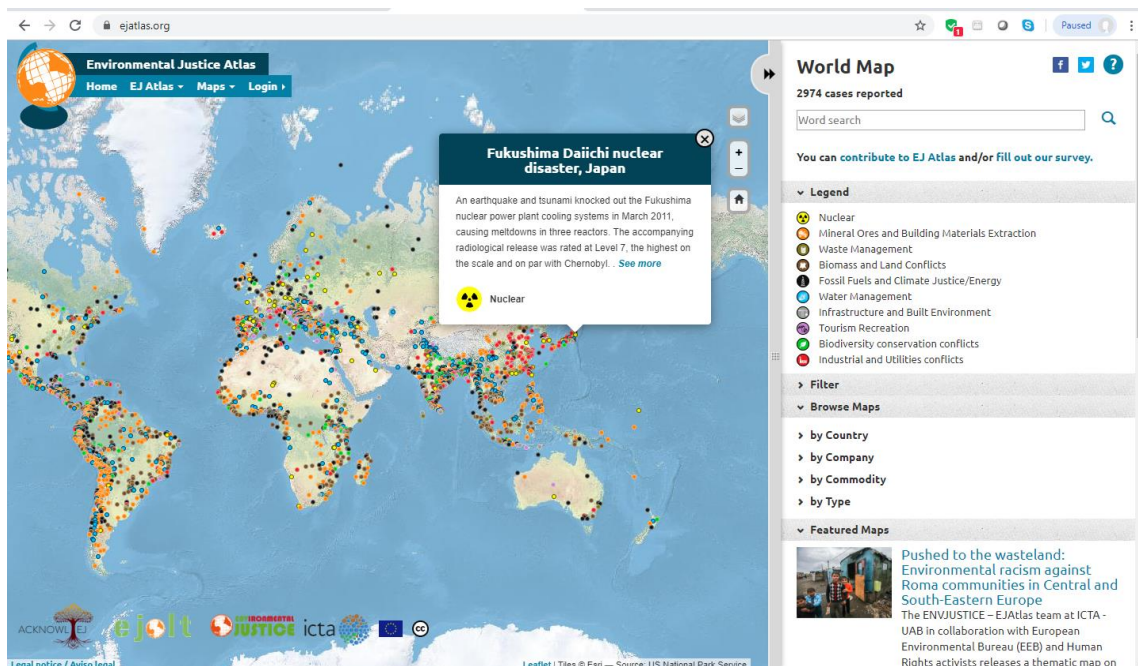 ejatlas.org
1
Paused
Environmental Justice Atlas
Home EJ Atlas Maps Login
Fukushima Daiichi nuclear
disaster, Japan
An earthquake and tsunami knocked out the Fukushima
nuclear power plant cooling systems in March 2011,
causing meltdowns in three reactors. The accompanying
radiological release was rated at Level 7, the highest on
the scale and on par with Chernobyl. . See more
Nuclear
+
−
ACKNOWL EJ
ejolt
ENVIRONMENTAL
JUSTICE
icta
cc
Legal notice / Aviso legal
Leaflet | Tiles © Esri — Source: US National Park Service
World Map
2974 cases reported
Word search
You can contribute to EJ Atlas and/or fill out our survey.
Legend
Nuclear
Mineral Ores and Building Materials Extraction
Waste Management
Biomass and Land Conflicts
Fossil Fuels and Climate Justice/Energy
Water Management
Infrastructure and Built Environment
Tourism Recreation
Biodiversity conservation conflicts
Industrial and Utilities conflicts
Filter
Browse Maps
by Country
by Company
by Commodity
by Type
Featured Maps
Pushed to the wasteland:
Environmental racism against
Roma communities in Central and
South-Eastern Europe
The ENVJUSTICE – EJAtlas team at ICTA -
UAB in collaboration with European
Environmental Bureau (EEB) and Human
Rights activists releases a thematic map on